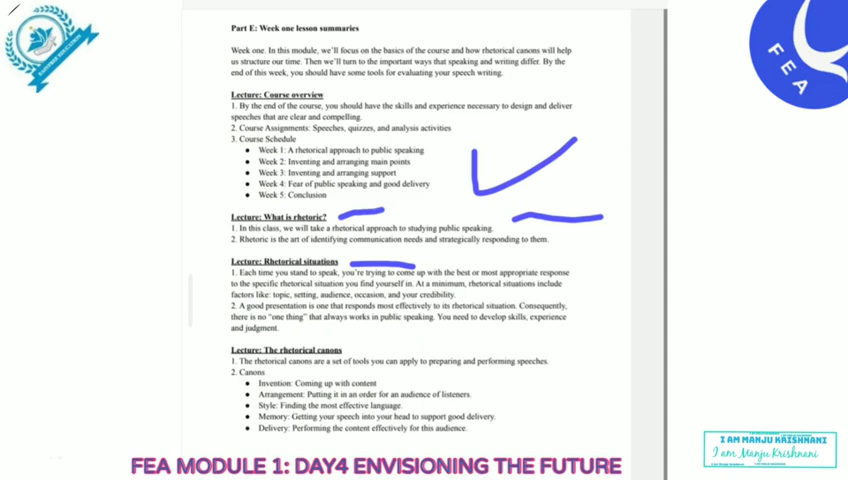 Part E: Week one lesson summaries
Week one. In this module, we'll focus on the basics of the course and how rhetorical canons will help
us structure our time. Then we'll turn to the important ways that speaking and writing differ. By the
end of this week, you should have some tools for evaluating your speech writing.
Lecture: Course overview
1. By the end of the course, you should have the skills and experience necessary to design and deliver
speeches that are clear and compelling.
2. Course Assignments: Speeches, quizzes, and analysis activities
3. Course Schedule
● Week 1: A rhetorical approach to public speaking
● Week 2: Inventing and arranging main points
● Week 3: Inventing and arranging support
● Week 4: Fear of public speaking and good delivery
● Week 5: Conclusion
Lecture: What is rhetoric?
1. In this class, we will take a rhetorical approach to studying public speaking.
2. Rhetoric is the art of identifying communication needs and strategically responding to them.
Lecture: Rhetorical situations
1. Each time you stand to speak, you're trying to come up with the best or most appropriate response
to the specific rhetorical situation you find yourself in. At a minimum, rhetorical situations include
factors like: topic, setting, audience, occasion, and your credibility.
2. A good presentation is one that responds most effectively to its rhetorical situation. Consequently,
there is no "one thing" that always works in public speaking. You need to develop skills, experience
and judgment.
Lecture: The rhetorical canons
1. The rhetorical canons are a set of tools you can apply to preparing and performing speeches.
2. Canons
● Invention: Coming up with content
● Arrangement: Putting it in an order for an audience of listeners.
● Style: Finding the most effective language.
● Memory: Getting your speech into your head to support good delivery.
● Delivery: Performing the content effectively for this audience.
FEA
I AM MANJU KRISHNANI
I am Manju Krishnani
FEA MODULE 1: DAY4 ENVISIONING THE FUTURE